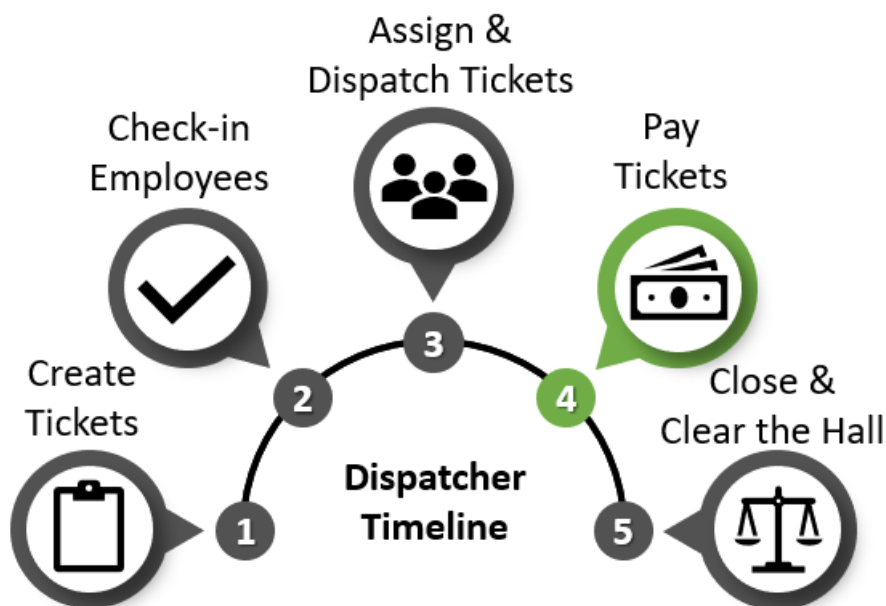 Create
Tickets
1
Check-in
Employees
2
Assign &
Dispatch Tickets
3
Pay
Tickets
4
Close &
Clear the Hall
5
Dispatcher
Timeline